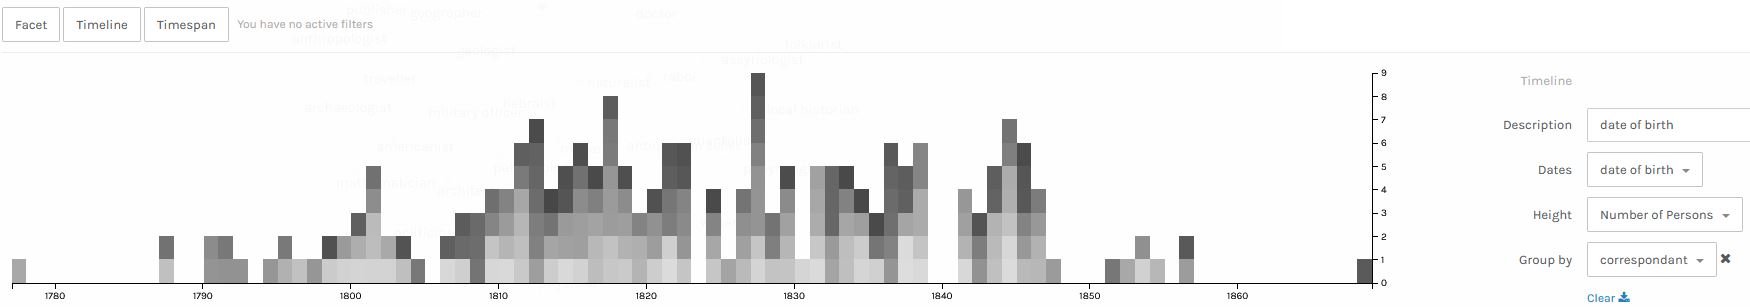 Facet Timeline Timespan You have no active filters
publisher geographer doctor
anthropologist
geologist
folklorist
assyriologist
traveller
naturalist rabbi
archaeologist military officer hebraist local historian
americanist
mathematician
Timeline
Description date of birth
Dates date of birth
Height Number of Persons
Group by correspondant
Clear
9
8
7
6
5
4
3
2
1
0
1780 1790 1800 1810 1820 1830 1840 1850 1860